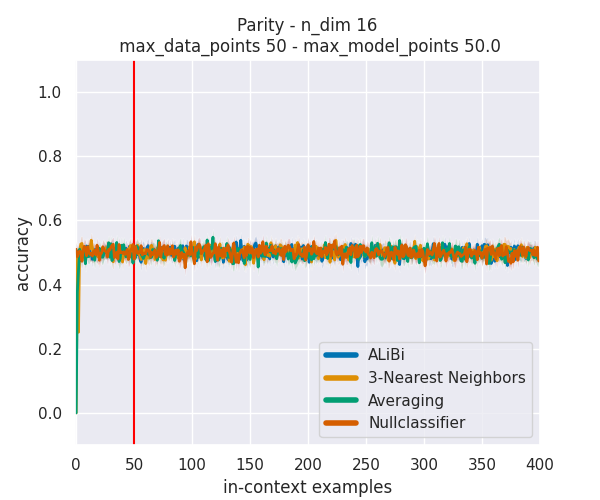 Parity - n_dim 16
max_data_points 50 - max_model_points 50.0
1.0
0.8
0.6
0.4
0.2
0.0
accuracy
ALiBi
3-Nearest Neighbors
Averaging
Nullclassifier
0 50 100 150 200 250 300 350 400
in-context examples